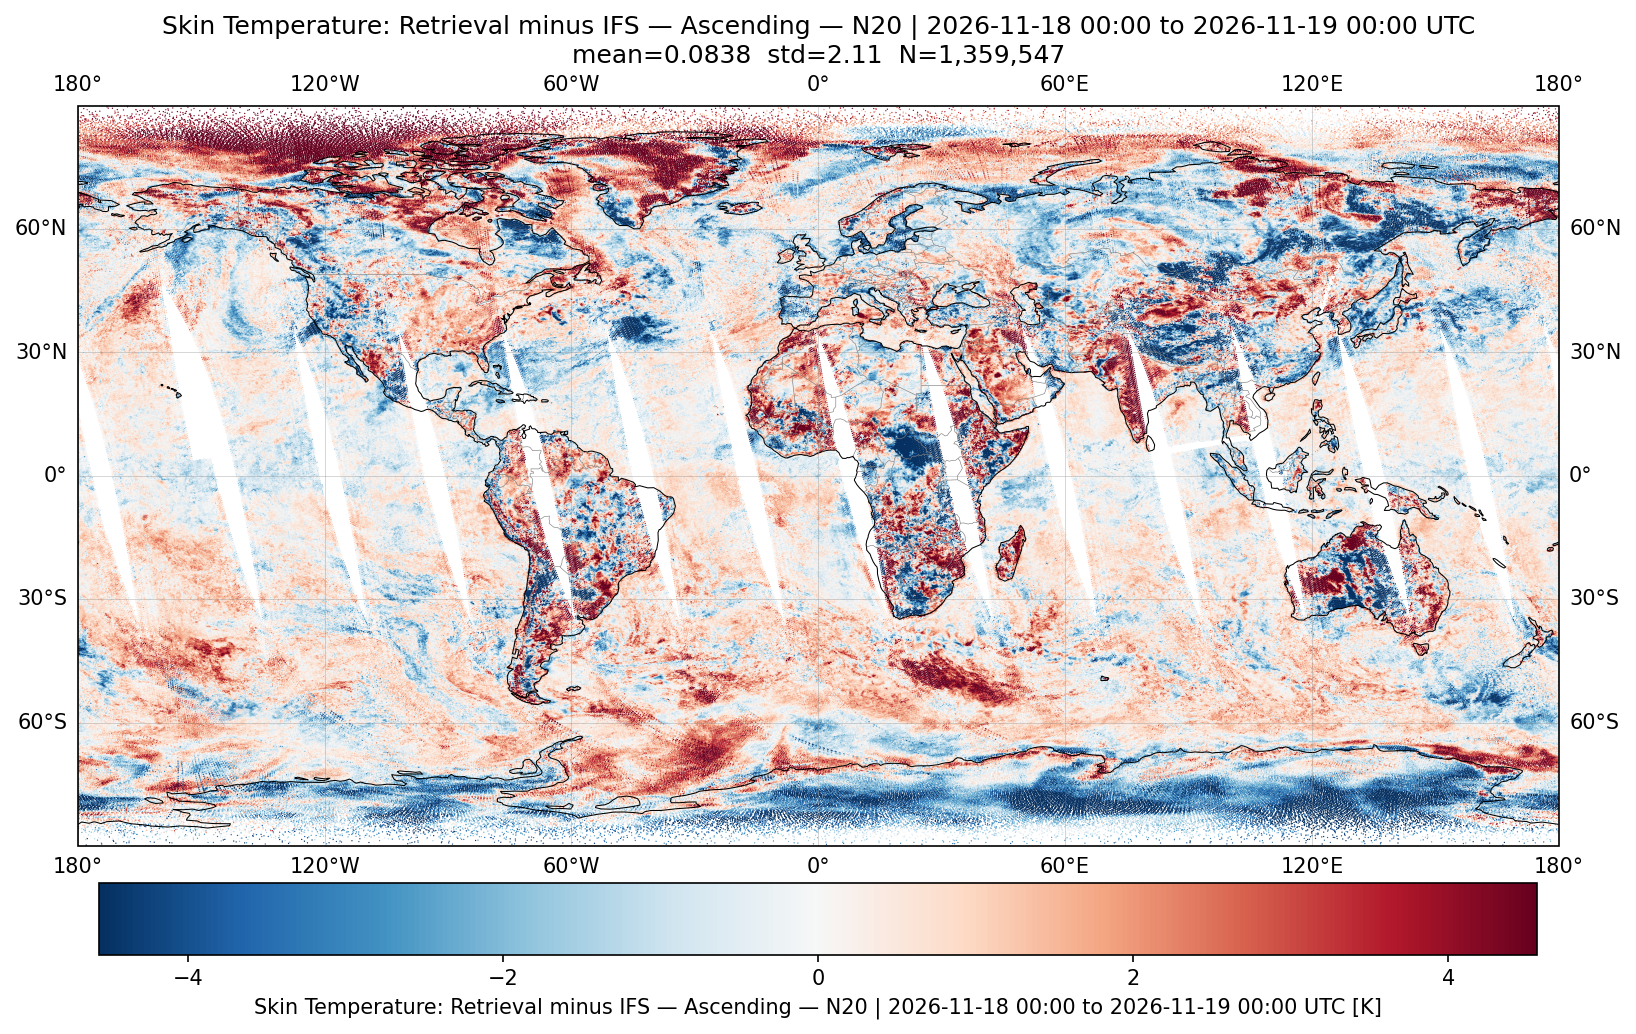 Skin Temperature: Retrieval minus IFS — Ascending — N20 | 2026-11-18 00:00 to 2026-11-19 00:00 UTC
mean=0.0838  std=2.11  N=1,359,547
180° 120°W 60°W 0° 60°E 120°E 180°
60°N 60°N
30°N 30°N
0° 0°
30°S 30°S
60°S 60°S
180° 120°W 60°W 0° 60°E 120°E 180°
−4 −2 0 2 4
Skin Temperature: Retrieval minus IFS — Ascending — N20 | 2026-11-18 00:00 to 2026-11-19 00:00 UTC [K]